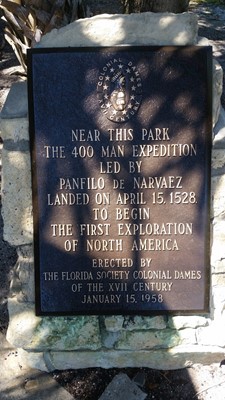 NEAR THIS PARK
THE 400 MAN EXPEDITION
LED BY
PANFILO DE NARVAEZ
LANDED ON APRIL 15, 1528.
TO BEGIN
THE FIRST EXPLORATION
OF NORTH AMERICA
ERECTED BY
THE FLORIDA SOCIETY COLONIAL DAMES
OF THE XVII CENTURY
JANUARY 15, 1958